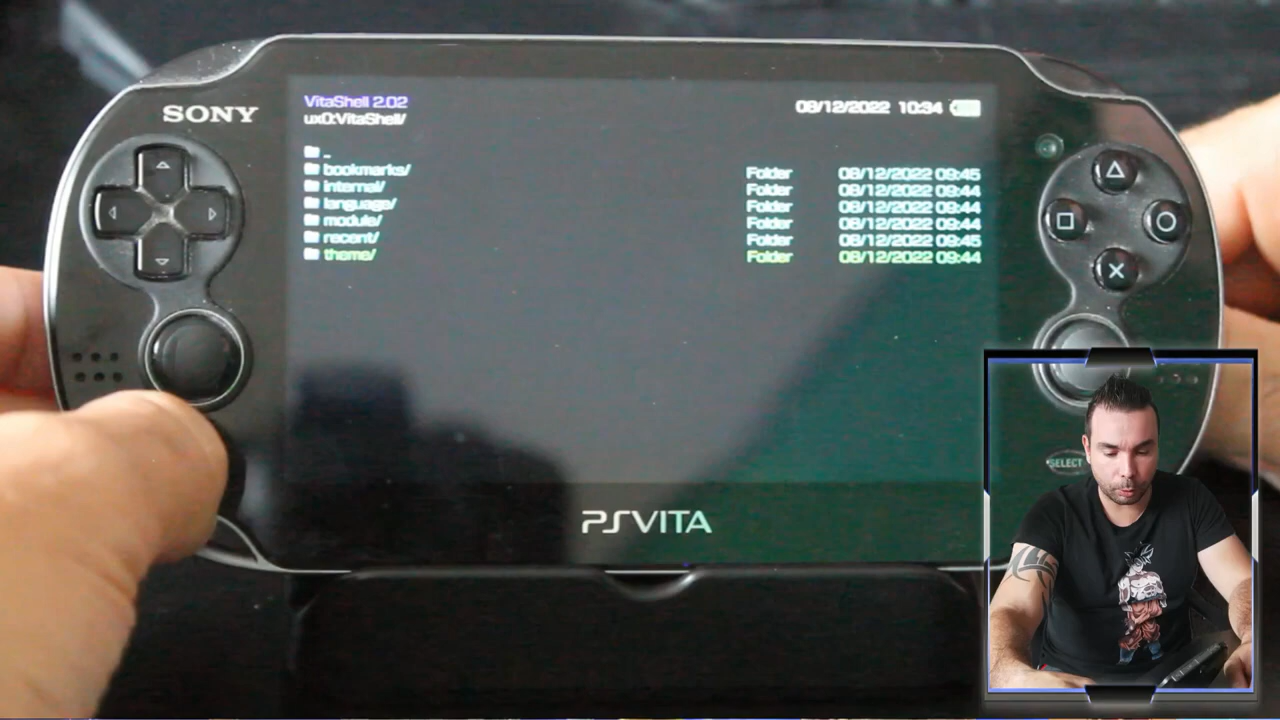 SONY
VitaShell 2.02
08/12/2022 10:34
ux0:VitaShell/
..
bookmarks/ Folder 08/12/2022 09:45
internal/ Folder 08/12/2022 09:44
language/ Folder 08/12/2022 09:44
module/ Folder 08/12/2022 09:44
recent/ Folder 08/12/2022 09:45
theme/ Folder 08/12/2022 09:44
SELECT
PSVITA